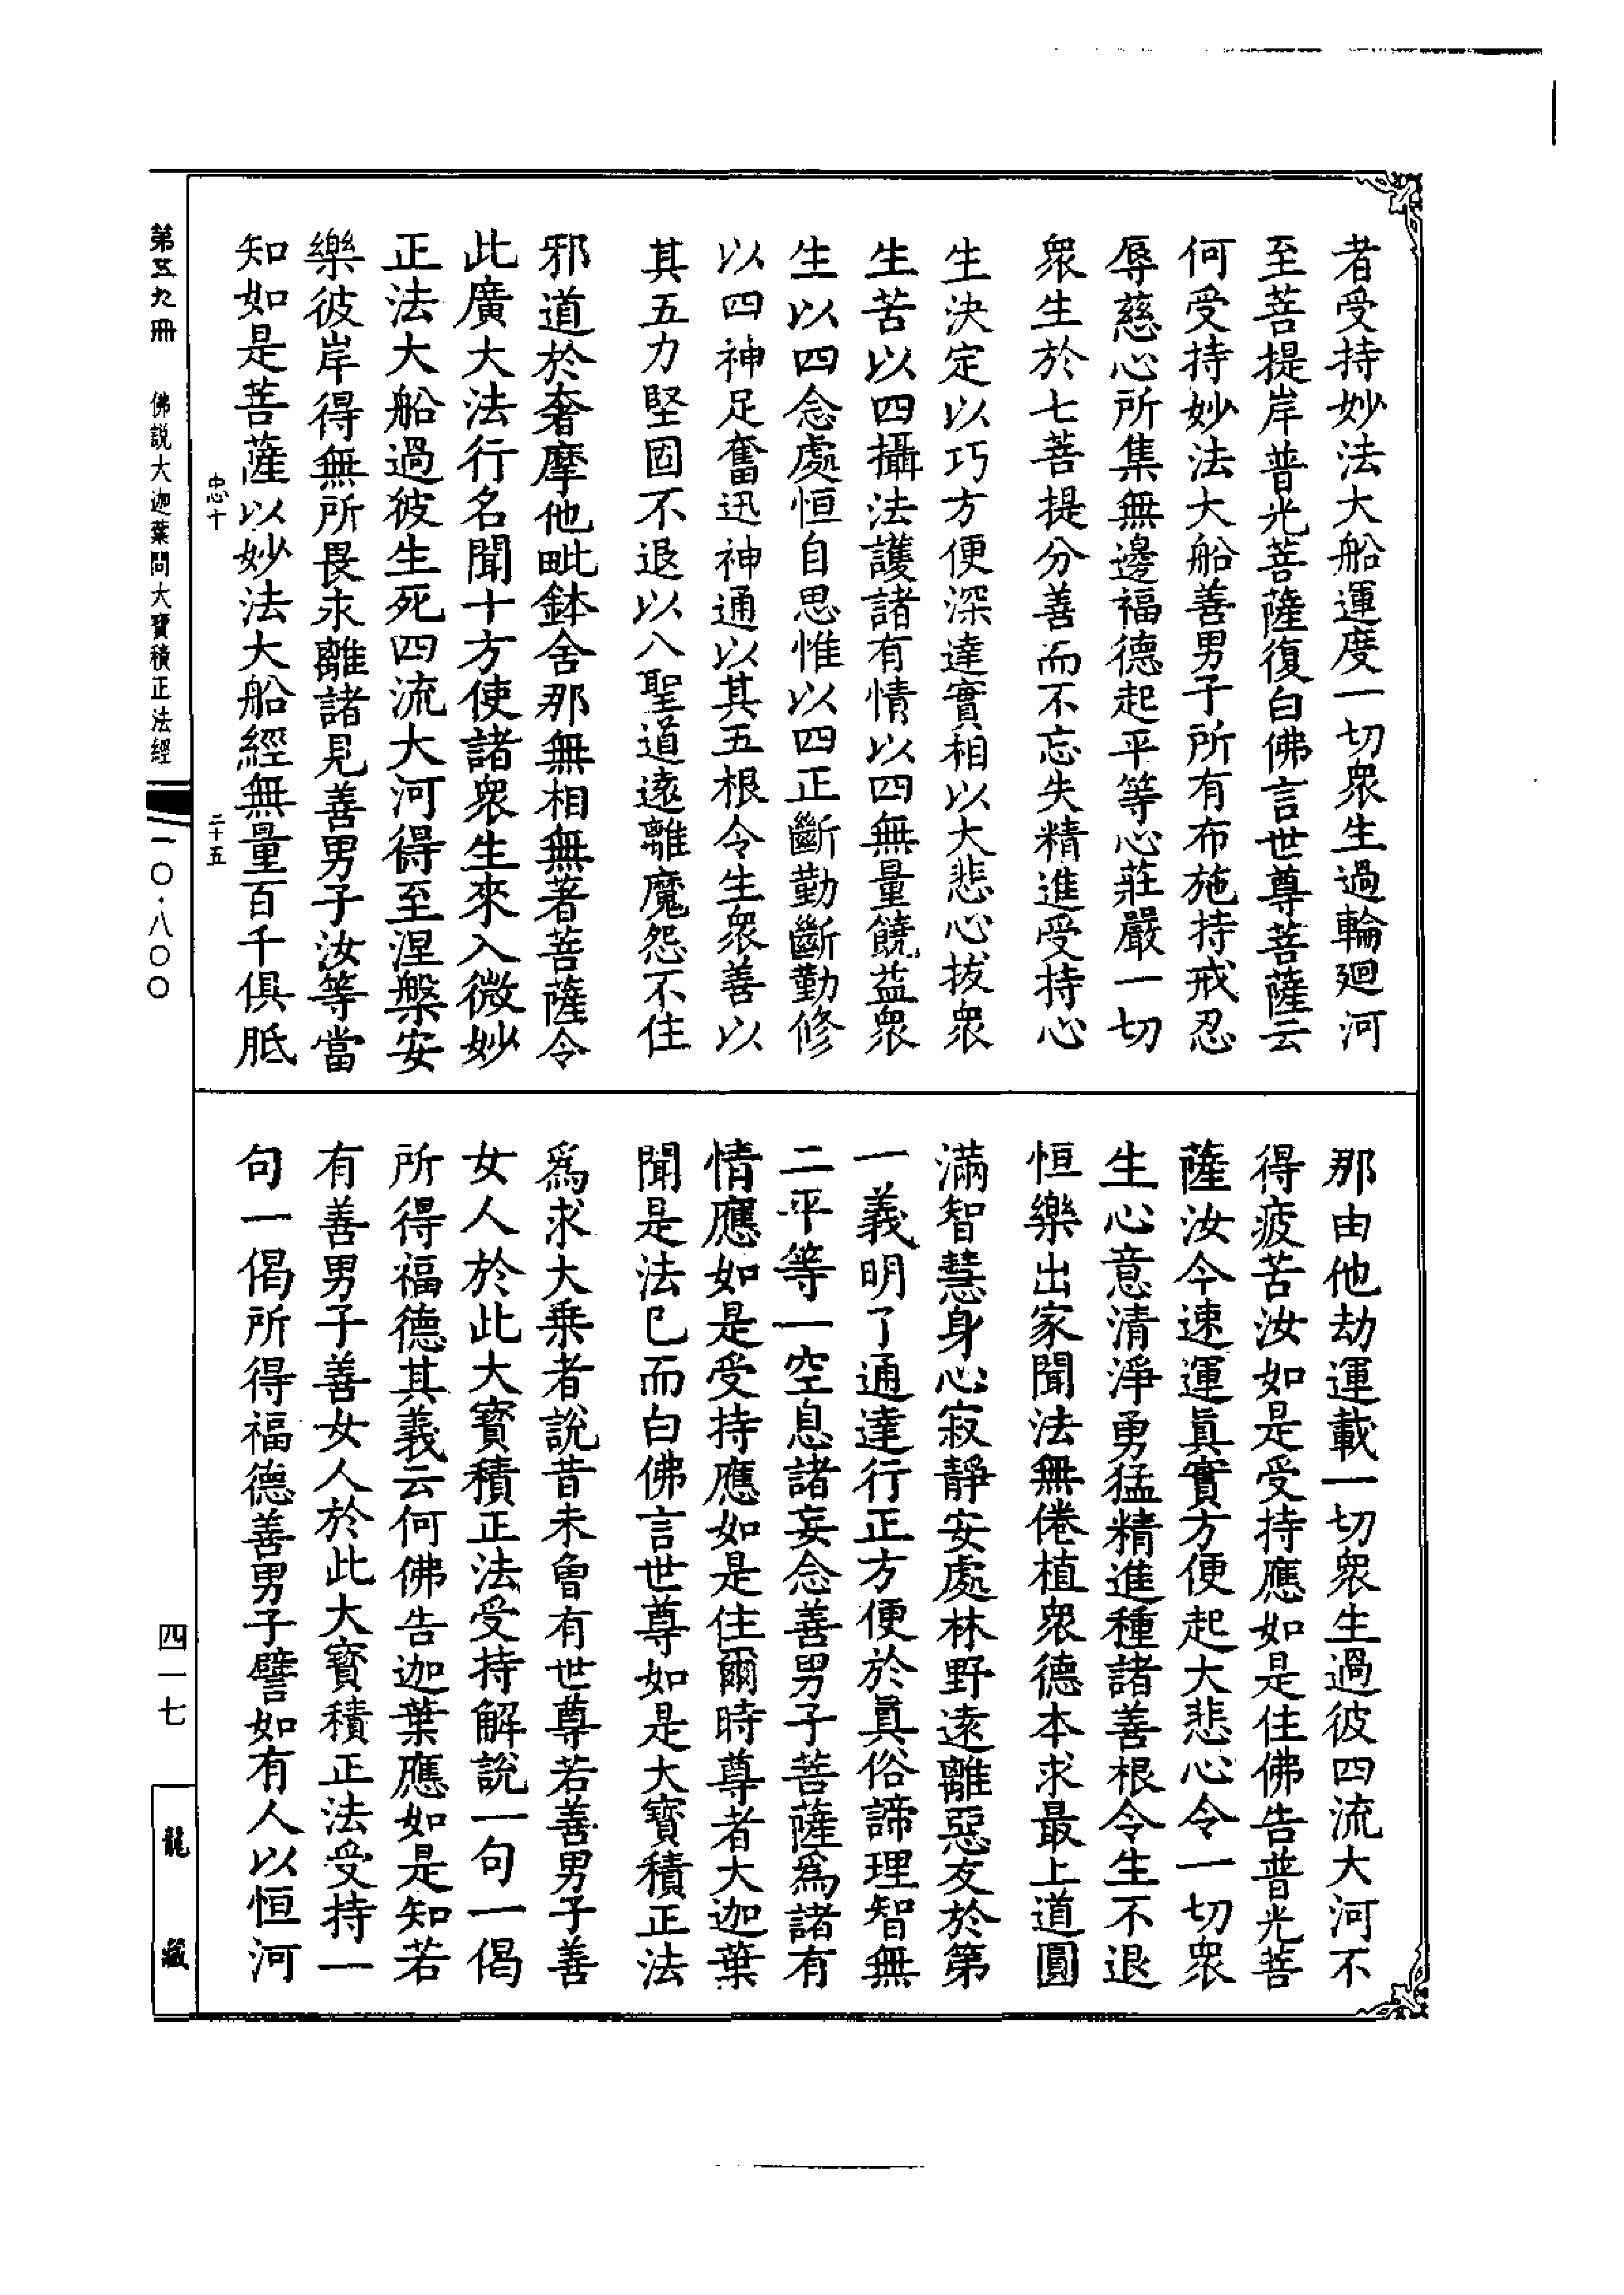 者受持妙法大船運度一切衆生過輪廻河
至菩提岸普光菩薩復白佛言世尊菩薩云
何受持妙法大船善男子所有布施持戒忍
辱慈心所集無邊福德起平等心莊嚴一切
衆生於七菩提分善而不忘失精進受持心
生決定以巧方便深達實相以大悲心拔衆
生苦以四攝法護諸有情以四無量饒益衆
生以四念處恒自思惟以四正斷勤斷勤修
以四神足奮迅神通以其五根令生衆善以
其五力堅固不退以八聖道遠離魔怨不住
邪道於奢摩他毗鉢舍那無相無著菩薩令
此廣大法行名聞十方使諸衆生來入微妙
正法大船過彼生死四流大河得至涅槃安
樂彼岸得無所畏永離諸見善男子汝等當
知如是菩薩以妙法大船經無量百千俱胝
那由他劫運載一切衆生過彼四流大河不
得疲苦汝如是受持應如是住佛告普光菩
薩汝今速運眞實方便起大悲心令一切衆
生心意清淨勇猛精進種諸善根令生不退
恒樂出家聞法無倦植衆德本求最上道圓
滿智慧身心寂靜安處林野遠離惡友於第
一義明了通達行正方便於眞俗諦理智無
二平等一空息諸妄念善男子菩薩爲諸有
情應如是受持應如是住爾時尊者大迦葉
聞是法已而白佛言世尊如是大寶積正法
爲求大乗者說昔未曾有世尊若善男子善
女人於此大寶積正法受持解說一句一偈
所得福德其義云何佛告迦葉應如是知若
有善男子善女人於此大寶積正法受持一
句一偈所得福德善男子譬如有人以恒河
忠十
二十五
第五九冊
佛説大迦葉問大寶積正法經
一〇·八〇〇
四一七
龍藏